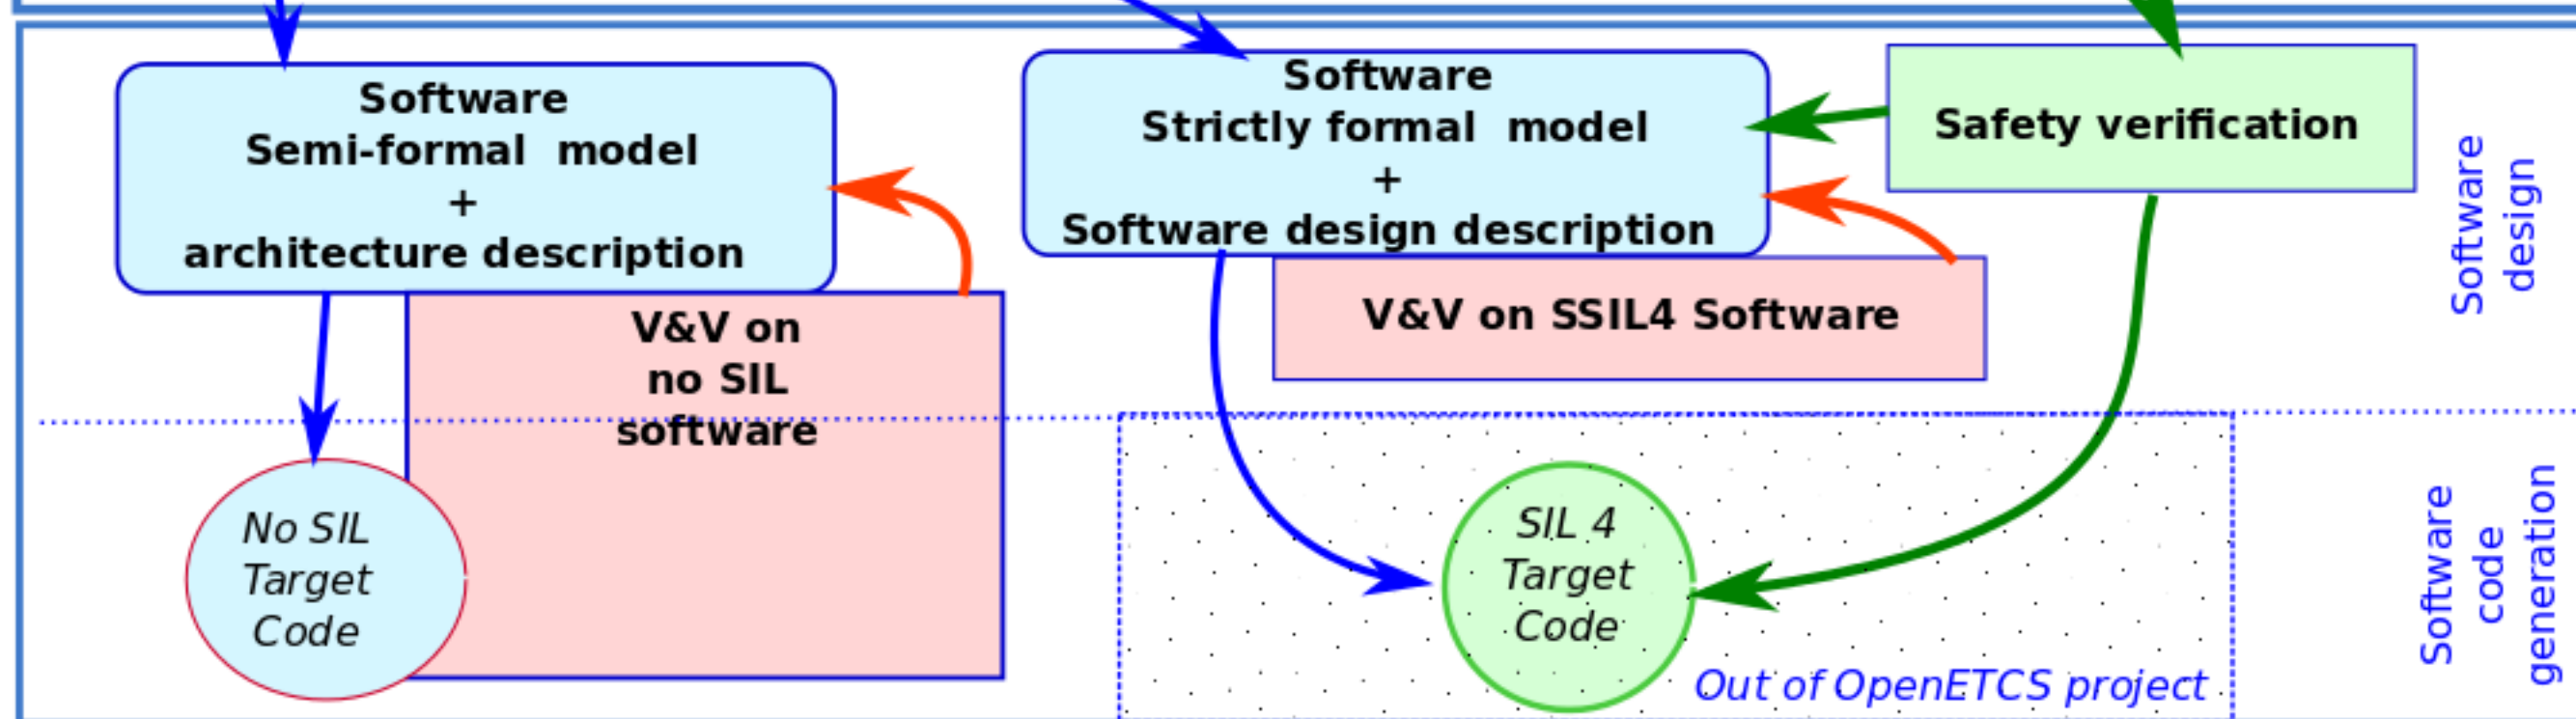 Software
Semi-formal model
+
architecture description
Software
Strictly formal model
+
Software design description
Safety verification
Software
design
V&V on
no SIL
software
V&V on SSIL4 Software
No SIL
Target
Code
SIL 4
Target
Code
Out of OpenETCS project
Software
code
generation